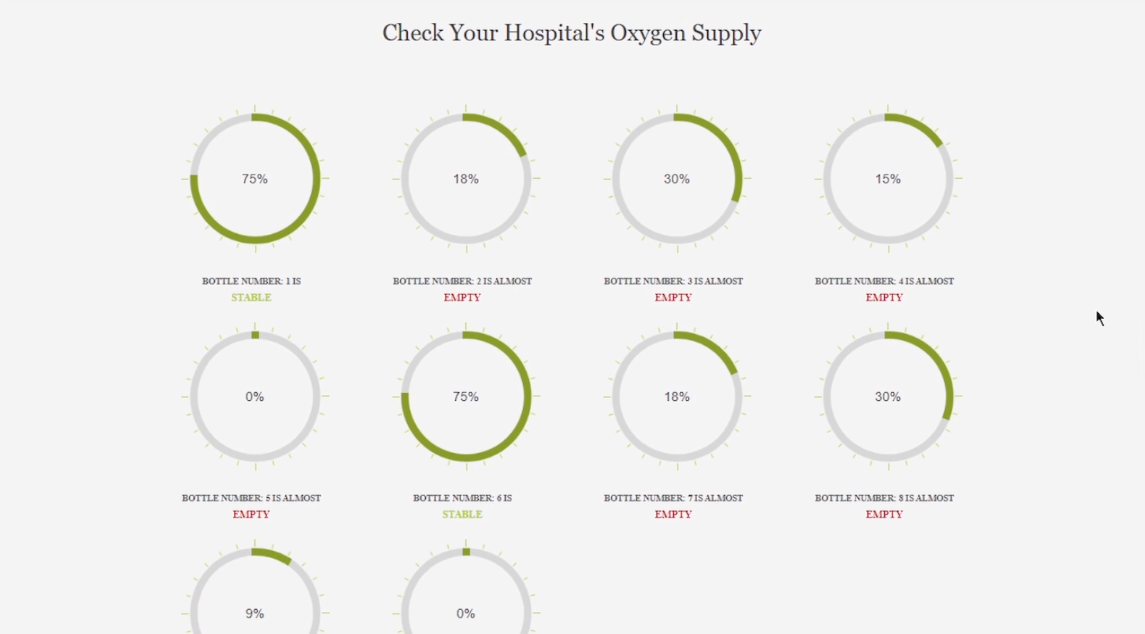 Check Your Hospital's Oxygen Supply
75%
18%
30%
15%
BOTTLE NUMBER: 1 IS
STABLE
BOTTLE NUMBER: 2 IS ALMOST
EMPTY
BOTTLE NUMBER: 3 IS ALMOST
EMPTY
BOTTLE NUMBER: 4 IS ALMOST
EMPTY
0%
75%
18%
30%
BOTTLE NUMBER: 5 IS ALMOST
EMPTY
BOTTLE NUMBER: 6 IS
STABLE
BOTTLE NUMBER: 7 IS ALMOST
EMPTY
BOTTLE NUMBER: 8 IS ALMOST
EMPTY
9%
0%